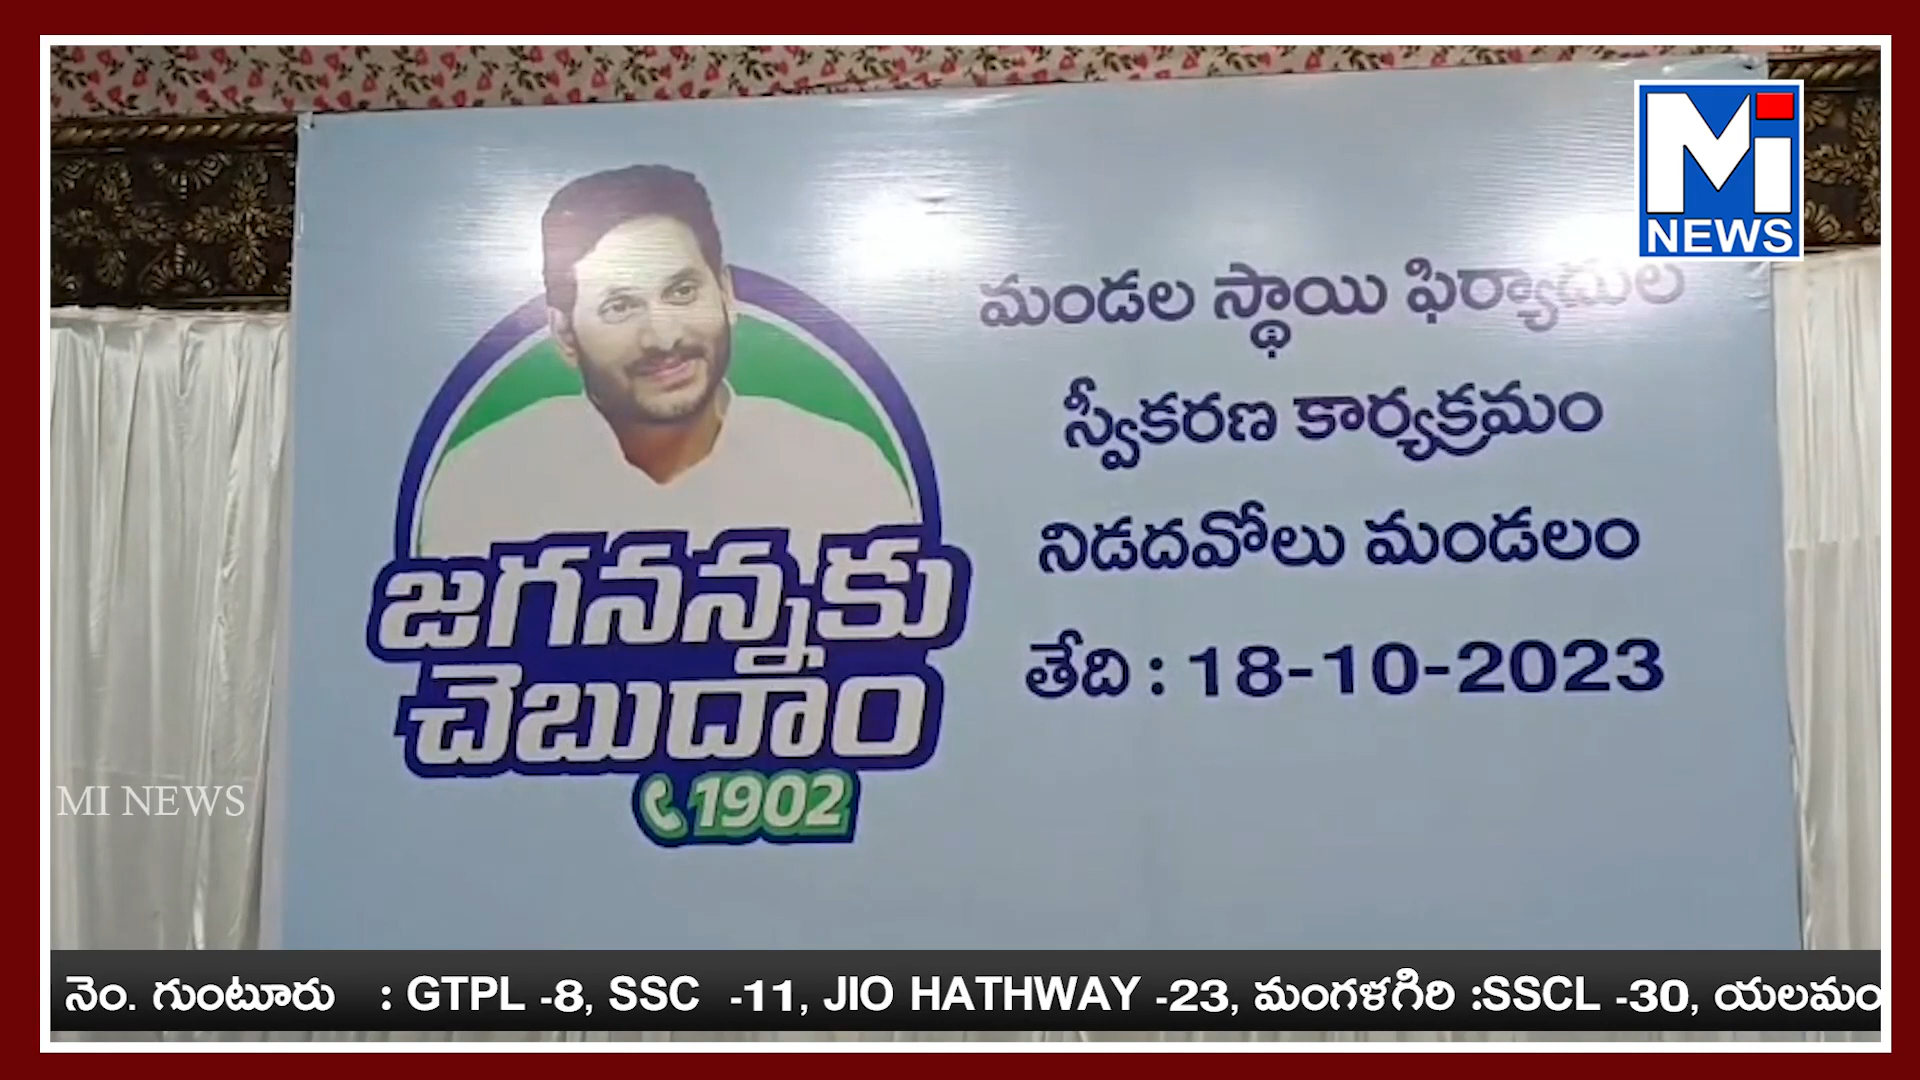 Mi
NEWS
మండల స్థాయి ఫిర్యాదుల
స్వీకరణ కార్యక్రమం
నిడదవోలు మండలం
తేది : 18-10-2023
జగనన్నకు
చెబుదాం
1902
MI NEWS
నెం. గుంటూరు : GTPL -8, SSC -11, JIO HATHWAY -23, మంగళగిరి :SSCL -30, యలమం